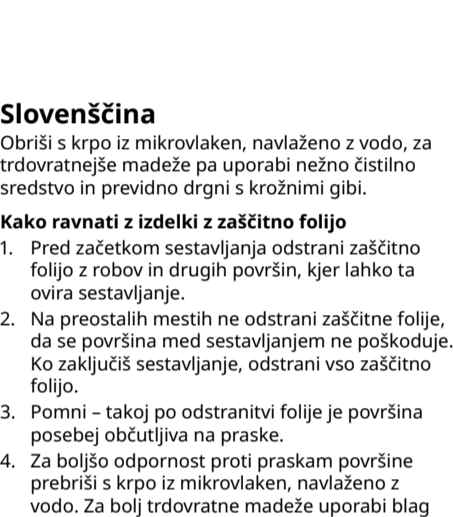 Slovenščina
Obriši s krpo iz mikrovlaken, navlaženo z vodo, za
trdovratnejše madeže pa uporabi nežno čistilno
sredstvo in previdno drgni s krožnimi gibi.
Kako ravnati z izdelki z zaščitno folijo
1. Pred začetkom sestavljanja odstrani zaščitno
folijo z robov in drugih površin, kjer lahko ta
ovira sestavljanje.
2. Na preostalih mestih ne odstrani zaščitne folije,
da se površina med sestavljanjem ne poškoduje.
Ko zaključiš sestavljanje, odstrani vso zaščitno
folijo.
3. Pomni – takoj po odstranitvi folije je površina
posebej občutljiva na praske.
4. Za boljšo odpornost proti praskam površine
prebriši s krpo iz mikrovlaken, navlaženo z
vodo. Za bolj trdovratne madeže uporabi blag